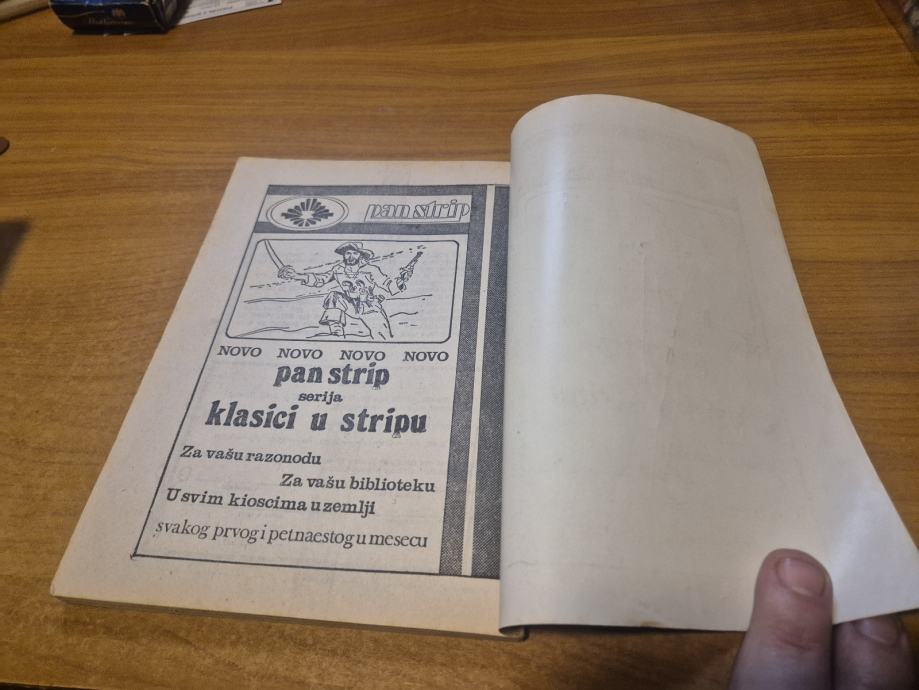 pan strip
NOVO NOVO NOVO NOVO
pan strip
serija
klasici u stripu
Za vašu razonodu
Za vašu biblioteku
U svim kioscima u zemlji
svakog prvog i petnaestog u mesecu